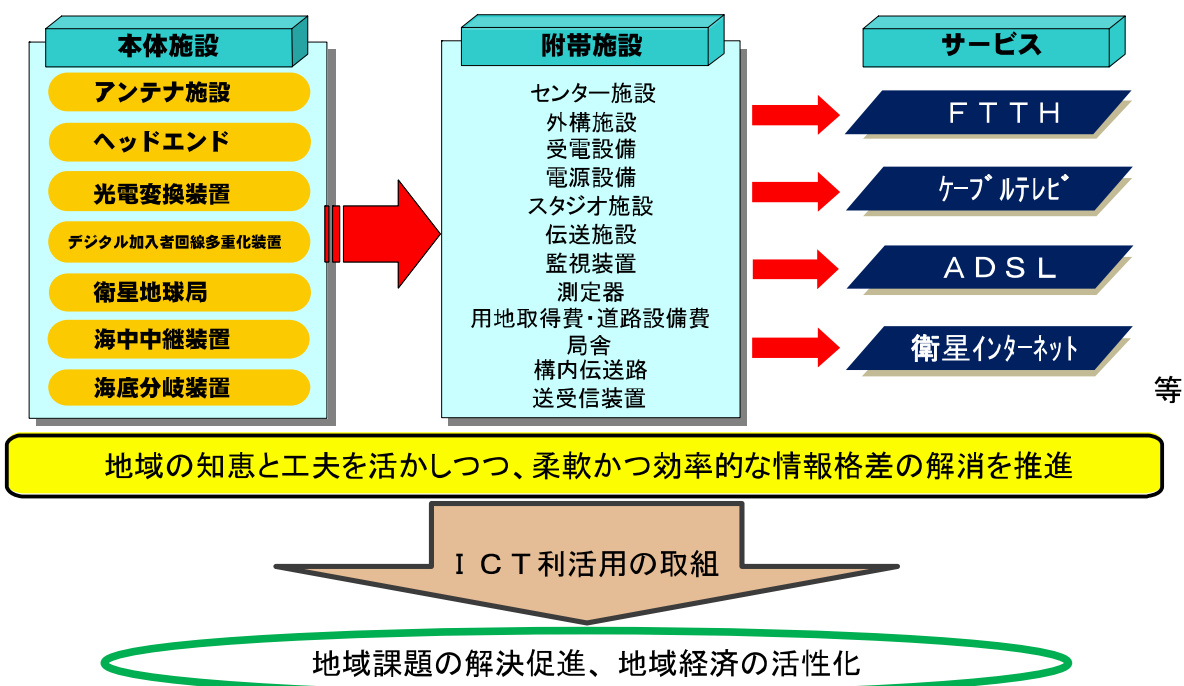 本体施設
アンテナ施設
ヘッドエンド
光電変換装置
デジタル加入者回線多重化装置
衛星地球局
海中中継装置
海底分岐装置
附帯施設
センター施設
外構施設
受電設備
電源設備
スタジオ施設
伝送施設
監視装置
測定器
用地取得費・道路設備費
局舎
構内伝送路
送受信装置
サービス
ＦＴＴＨ
ｹｰﾌﾞﾙﾃﾚﾋﾞ
ＡＤＳＬ
衛星ｲﾝﾀｰﾈｯﾄ
等
地域の知恵と工夫を活かしつつ、柔軟かつ効率的な情報格差の解消を推進
ＩＣＴ利活用の取組
地域課題の解決促進、地域経済の活性化